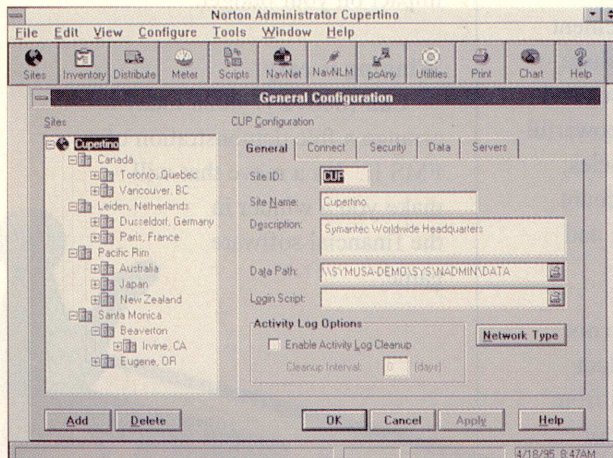 Norton Administrator Cupertino
File Edit View Configure Tools Window Help
Sites Inventory Distribute Meter Scripts NavNet NavNLM pcAny Utilities Print Chart Help
General Configuration
Sites
CUP Configuration
Cupertino
Canada
Toronto, Quebec
Vancouver, BC
Leiden, Netherlands
Dusseldorf, Germany
Paris, France
Pacific Rim
Australia
Japan
New Zealand
Santa Monica
Beaverton
Irvine, CA
Eugene, OR
General Connect Security Data Servers
Site ID: CUP
Site Name: Cupertino
Description: Symantec Worldwide Headquarters
Data Path: \\SYMUSA-DEMO\SYS\NADMIN\DATA
Login Script:
Activity Log Options
Enable Activity Log Cleanup
Cleanup Interval: 0 (days)
Network Type
Add Delete OK Cancel Apply Help
4/18/95 8:47AM